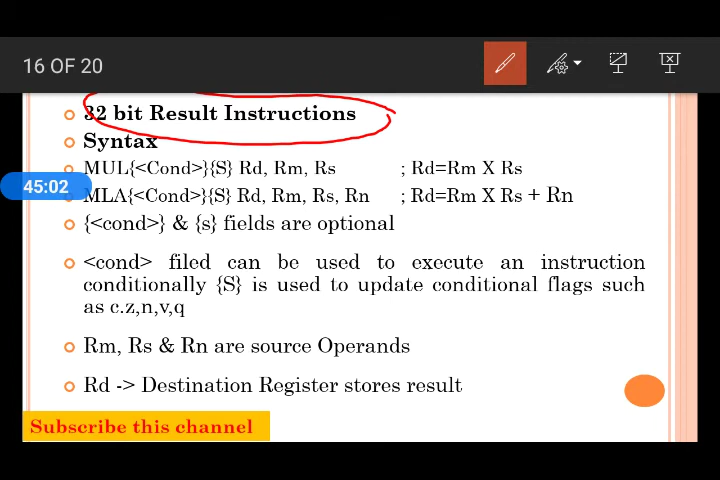 16 OF 20
32 bit Result Instructions
Syntax
MUL{<Cond>}{S} Rd, Rm, Rs ; Rd=Rm X Rs
45:02
MLA{<Cond>}{S} Rd, Rm, Rs, Rn ; Rd=Rm X Rs + Rn
{<cond>} & {s} fields are optional
<cond> filed can be used to execute an instruction
conditionally {S} is used to update conditional flags such
as c.z,n,v,q
Rm, Rs & Rn are source Operands
Rd -> Destination Register stores result
Subscribe this channel